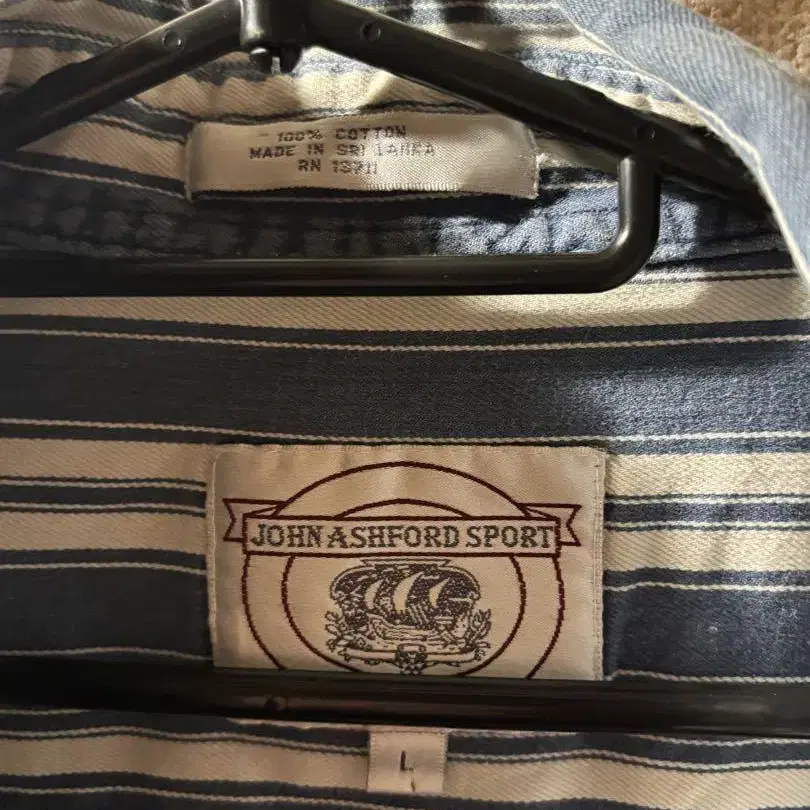 100% COTTON
MADE IN SRI LANKA
RN 13711
JOHN ASHFORD SPORT
L